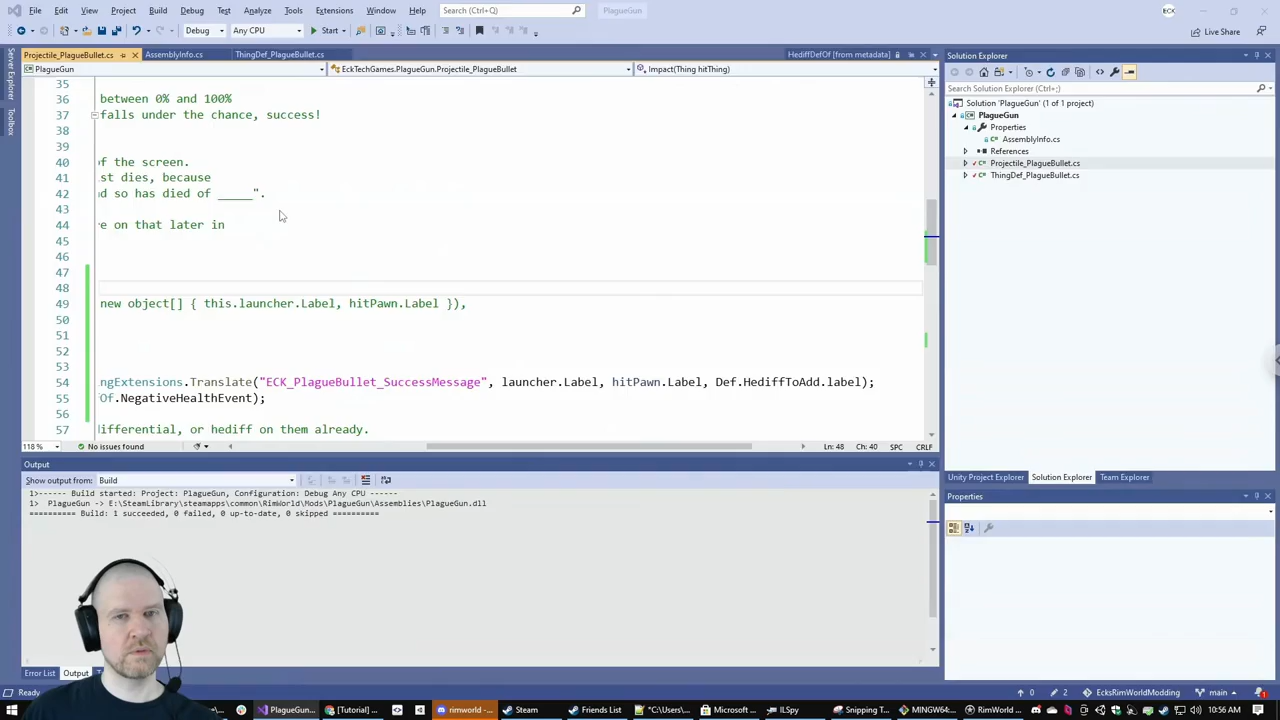 File Edit View Git Project Build Debug Test Analyze Tools Extensions Window Help Search (Ctrl+;) PlagueGun ECK
Debug Any CPU Start Live Share
Server Explorer
Toolbox
Projectile_PlagueBullet.cs AssemblyInfo.cs ThingDef_PlagueBullet.cs HediffDefOf [from metadata]
PlagueGun EckTechGames.PlagueGun.Projectile_PlagueBullet Impact(Thing hitThing)
35
36 between 0% and 100%
37 falls under the chance, success!
38
39
40 of the screen.
41 st dies, because
42 d so has died of _____".
43
44 e on that later in
45
46
47
48
49 new object[] { this.launcher.Label, hitPawn.Label }),
50
51
52
53
54 ngExtensions.Translate("ECK_PlagueBullet_SuccessMessage", launcher.Label, hitPawn.Label, Def.HediffToAdd.label);
55 Of.NegativeHealthEvent);
56
57 differential, or hediff on them already.
118 % No issues found Ln: 48 Ch: 40 SPC CRLF
Output
Show output from: Build
1>------ Build started: Project: PlagueGun, Configuration: Debug Any CPU ------
1> PlagueGun -> E:\SteamLibrary\steamapps\common\RimWorld\Mods\PlagueGun\Assemblies\PlagueGun.dll
========== Build: 1 succeeded, 0 failed, 0 up-to-date, 0 skipped ==========
Error List Output
Solution Explorer
Search Solution Explorer (Ctrl+;)
Solution 'PlagueGun' (1 of 1 project)
PlagueGun
Properties
AssemblyInfo.cs
References
Projectile_PlagueBullet.cs
ThingDef_PlagueBullet.cs
Unity Project Explorer Solution Explorer Team Explorer
Properties
Ready 0 2 EcksRimWorldModding main 1
PlagueGun... [Tutorial] ... rimworld -... Steam Friends List *C:\Users\... Microsoft ... ILSpy Snipping T... MINGW64:... RimWorld ... 10:56 AM